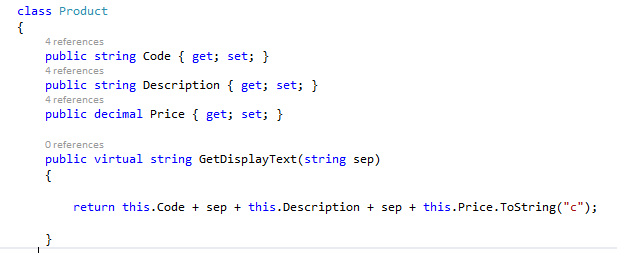 class Product
{
4 references
public string Code { get; set; }
4 references
public string Description { get; set; }
4 references
public decimal Price { get; set; }
0 references
public virtual string GetDisplayText(string sep)
{
return this.Code + sep + this.Description + sep + this.Price.ToString("c");
}